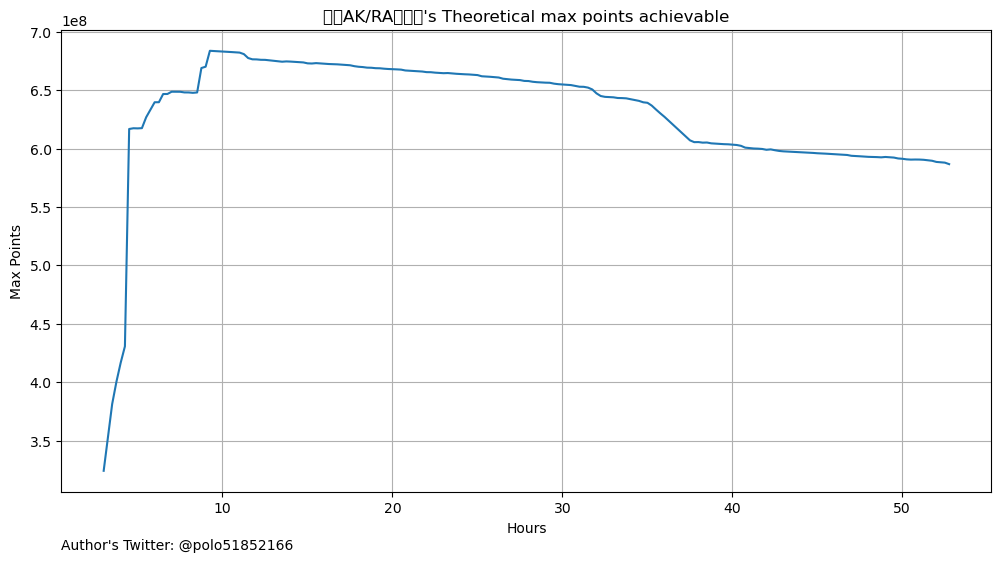 AK/RA's Theoretical max points achievable
1e8
7.0
6.5
6.0
5.5
5.0
4.5
4.0
3.5
Max Points
10 20 30 40 50
Hours
Author's Twitter: @polo51852166